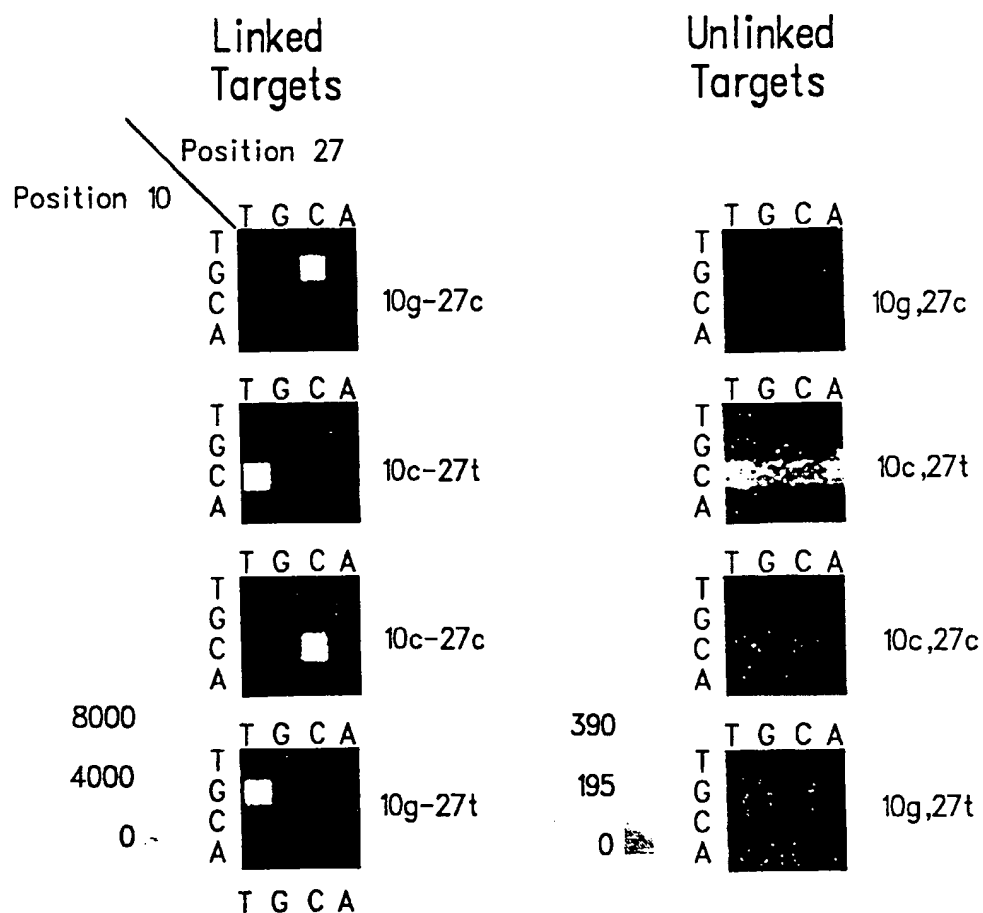 Linked
Targets
Unlinked
Targets
Position 27
Position 10
T G C A
T
G
C
A
10g-27c
T G C A
T
G
C
A
10g,27c
T G C A
T
G
C
A
10c-27t
T G C A
T
G
C
A
10c,27t
T G C A
T
G
C
A
10c-27c
T G C A
T
G
C
A
10c,27c
8000
4000
0
T G C A
T
G
C
A
10g-27t
T G C A
390
195
0
T G C A
T
G
C
A
10g,27t